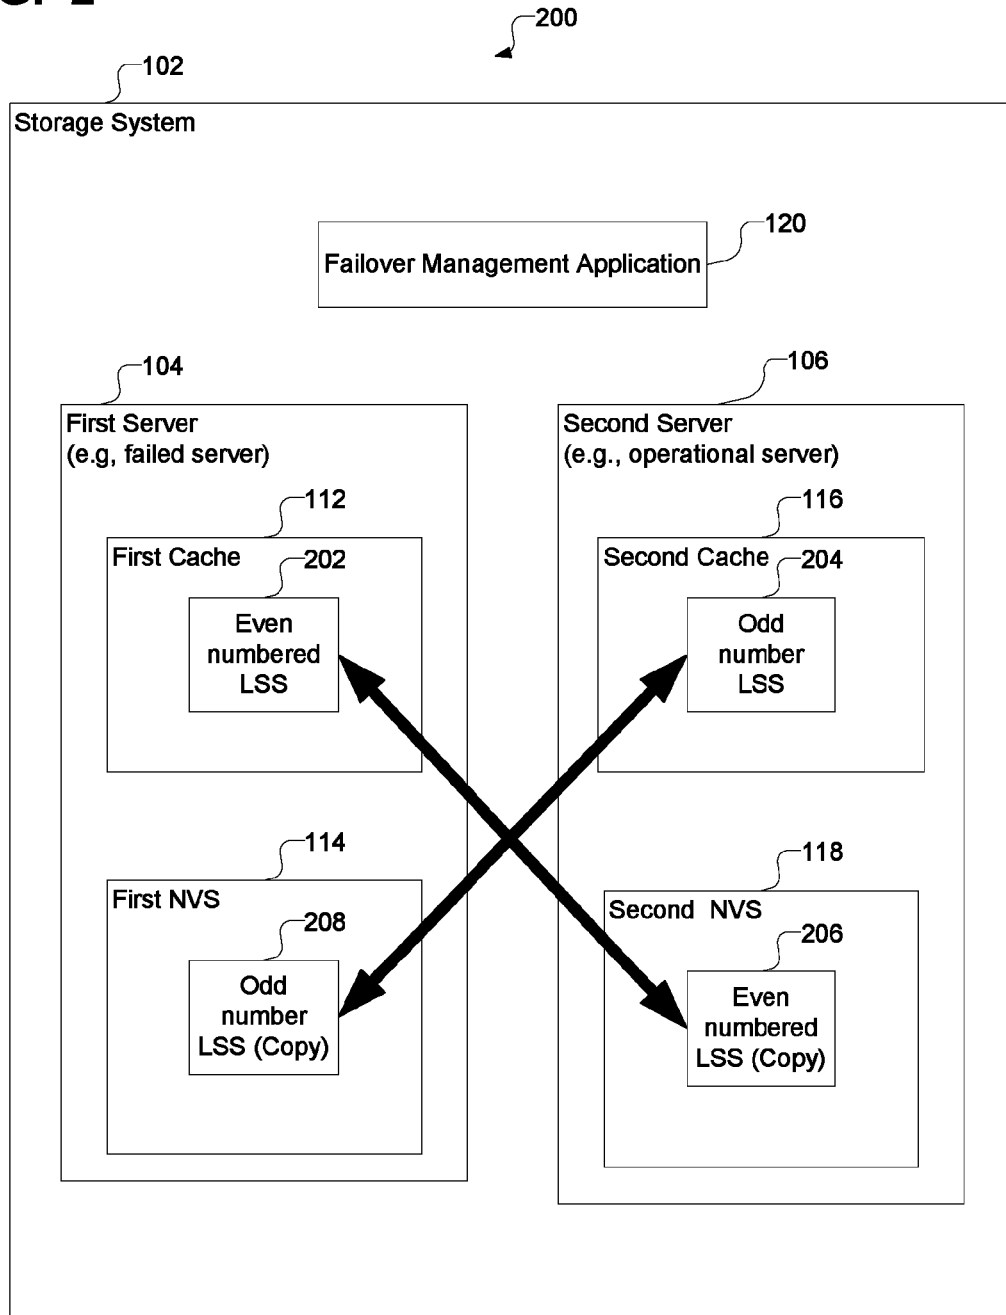 200
102
Storage System
120
Failover Management Application
104
106
First Server
(e.g, failed server)
Second Server
(e.g., operational server)
112
116
First Cache
202
Second Cache
204
Even
numbered
LSS
Odd
number
LSS
114
118
First NVS
208
Second NVS
206
Odd
number
LSS (Copy)
Even
numbered
LSS (Copy)